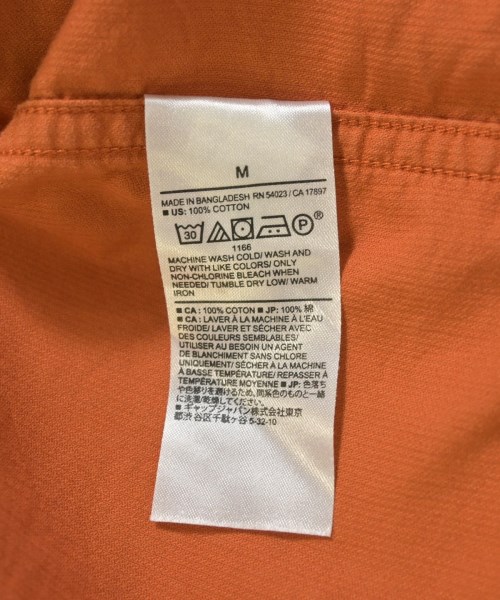 M
MADE IN BANGLADESH RN 54023 / CA 17897
■ US: 100% COTTON
30 P®
1166
MACHINE WASH COLD/ WASH AND
DRY WITH LIKE COLORS/ ONLY
NON-CHLORINE BLEACH WHEN
NEEDED/ TUMBLE DRY LOW/ WARM
IRON
■ CA : 100% COTON ■ JP: 100% 綿
■ CA : LAVER À LA MACHINE À L'EAU
FROIDE/ LAVER ET SÉCHER AVEC
DES COULEURS SEMBLABLES/
UTILISER AU BESOIN UN AGENT
DE BLANCHIMENT SANS CHLORE
UNIQUEMENT/ SÉCHER À LA MACHINE
À BASSE TEMPÉRATURE/ REPASSER À
TEMPÉRATURE MOYENNE ■ JP: 色落ち
や色移りを避けるため、同系色のものと一緒
に洗濯/乾燥してください。
■ ギャップジャパン株式会社東京
都渋谷区千駄ヶ谷 5-32-10